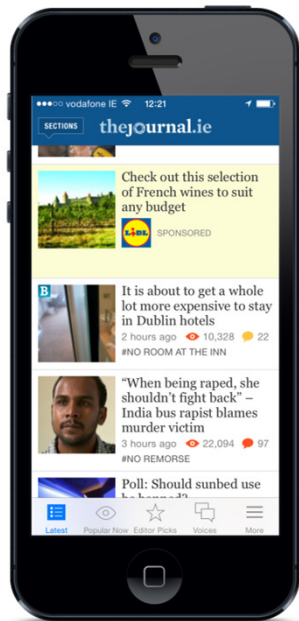 vodafone IE 12:21
SECTIONS thejournal.ie
Check out this selection
of French wines to suit
any budget
LIDL SPONSORED
B
It is about to get a whole
lot more expensive to stay
in Dublin hotels
2 hours ago 10,328 22
#NO ROOM AT THE INN
“When being raped, she
shouldn’t fight back” –
India bus rapist blames
murder victim
3 hours ago 22,094 97
#NO REMORSE
Poll: Should sunbed use
be banned?
Latest Popular Now Editor Picks Voices More